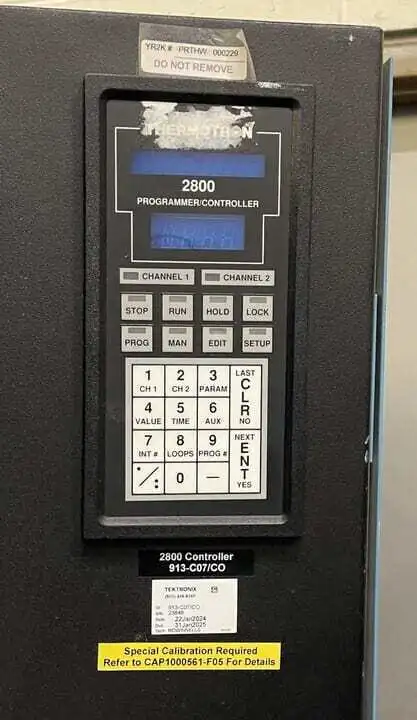 YR2K # PRTHW 000229
DO NOT REMOVE
THERMOTRON
2800
PROGRAMMER/CONTROLLER
CHANNEL 1 CHANNEL 2
STOP RUN HOLD LOCK
PROG MAN EDIT SETUP
1 2 3 LAST
CH 1 CH 2 PARAM CLR
4 5 6 NO
VALUE TIME AUX
7 8 9 NEXT
INT # LOOPS PROG # ENT
./: 0 — YES
2800 Controller
913-C07/CO
TEKTRONIX
913-C07/CO
22Jan2024
31Jan2025
Special Calibration Required
Refer to CAP1000561-F05 For Details